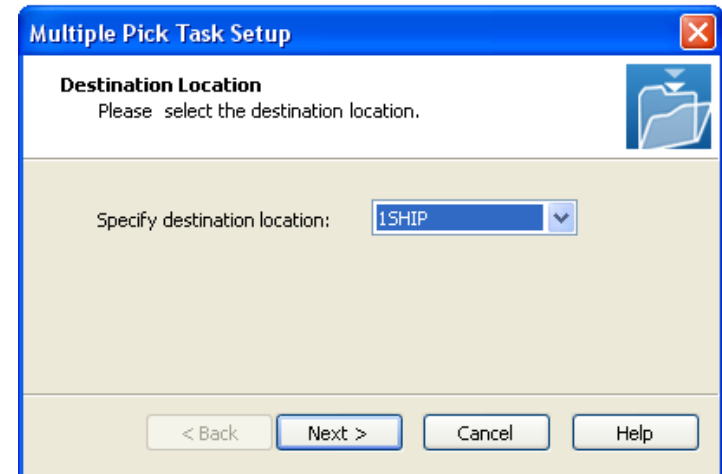 Multiple Pick Task Setup
Destination Location
Please select the destination location.
Specify destination location: 1SHIP
< Back Next > Cancel Help